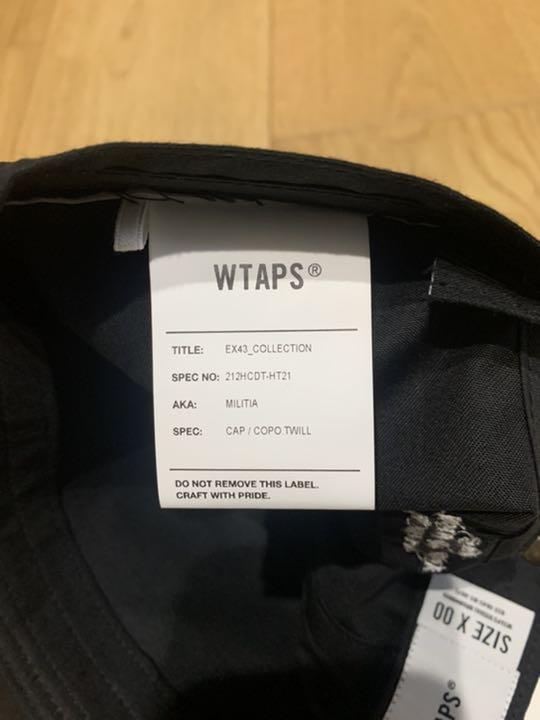 WTAPS®
TITLE: EX43_COLLECTION
SPEC NO: 212HCDT-HT21
AKA: MILITIA
SPEC: CAP / COPO.TWILL
DO NOT REMOVE THIS LABEL.
CRAFT WITH PRIDE.
SIZE X 00
APS®